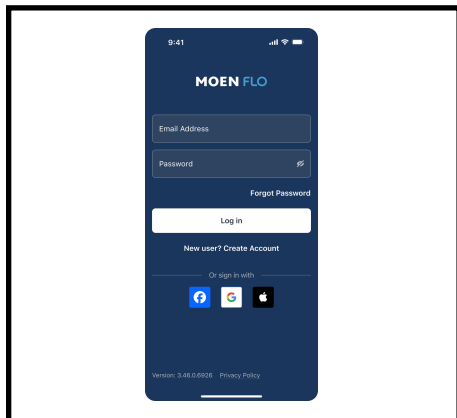 9:41
MOEN FLO
Email Address
Password
Forgot Password
Log in
New user? Create Account
Or sign in with
Version: 3.46.0.6926 Privacy Policy